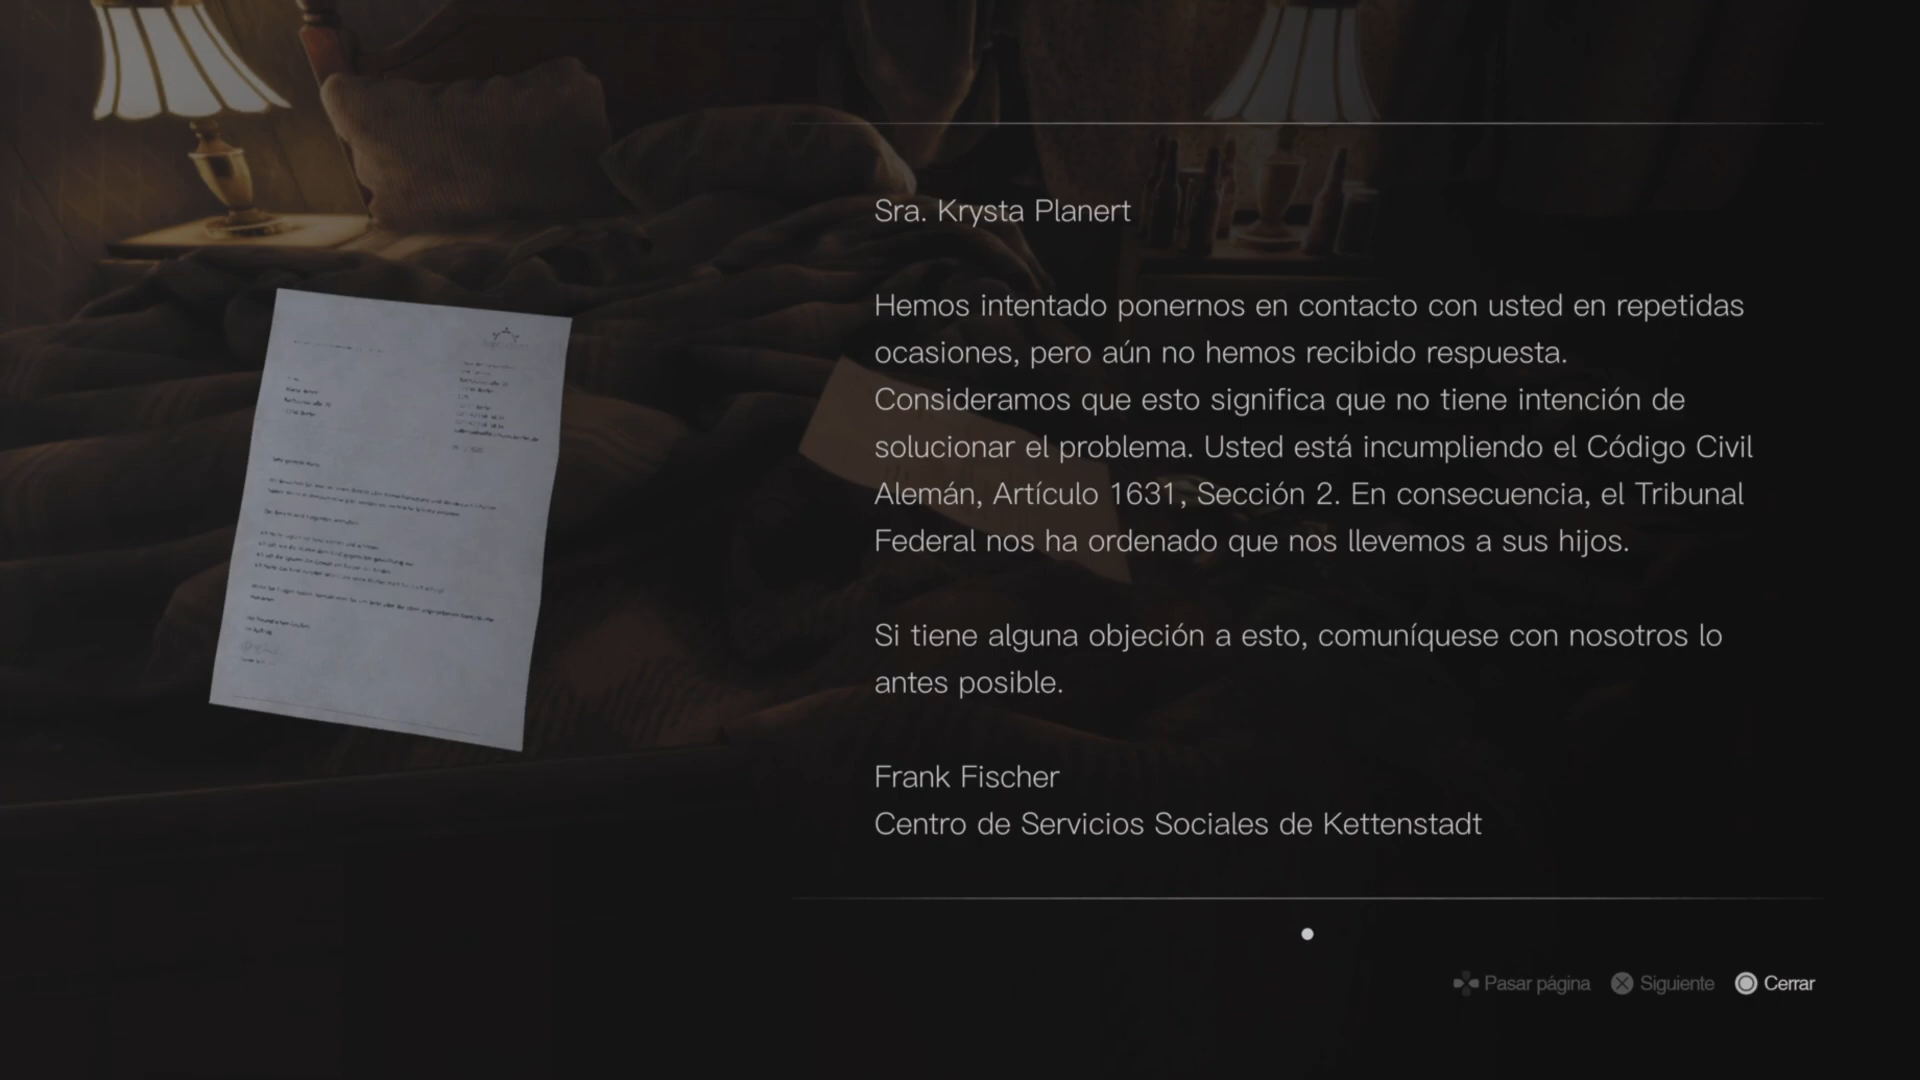 Sra. Krysta Planert
Hemos intentado ponernos en contacto con usted en repetidas
ocasiones, pero aún no hemos recibido respuesta.
Consideramos que esto significa que no tiene intención de
solucionar el problema. Usted está incumpliendo el Código Civil
Alemán, Artículo 1631, Sección 2. En consecuencia, el Tribunal
Federal nos ha ordenado que nos llevemos a sus hijos.
Si tiene alguna objeción a esto, comuníquese con nosotros lo
antes posible.
Frank Fischer
Centro de Servicios Sociales de Kettenstadt
Pasar página Siguiente Cerrar